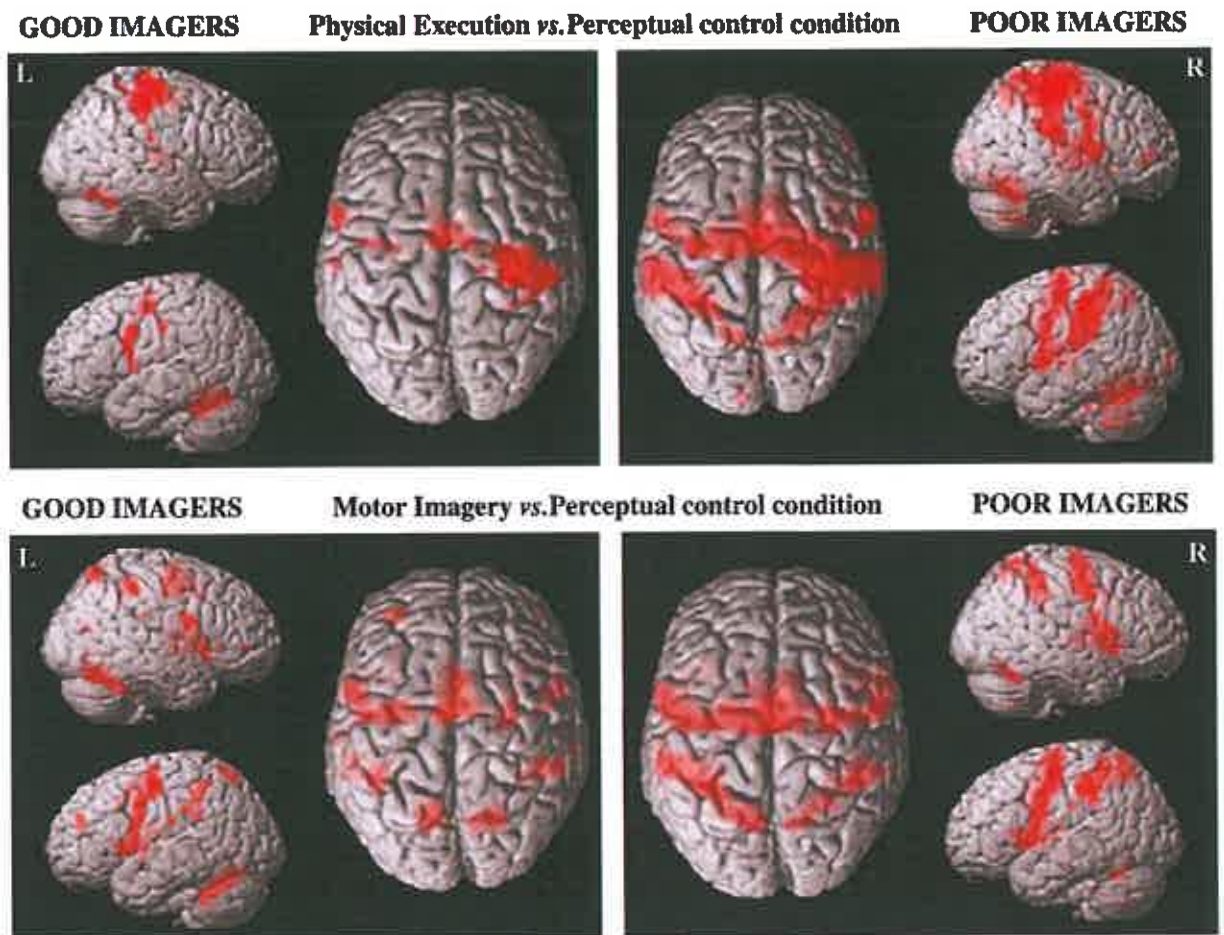 GOOD IMAGERS Physical Execution vs. Perceptual control condition POOR IMAGERS
L R
GOOD IMAGERS Motor Imagery vs. Perceptual control condition POOR IMAGERS
L R